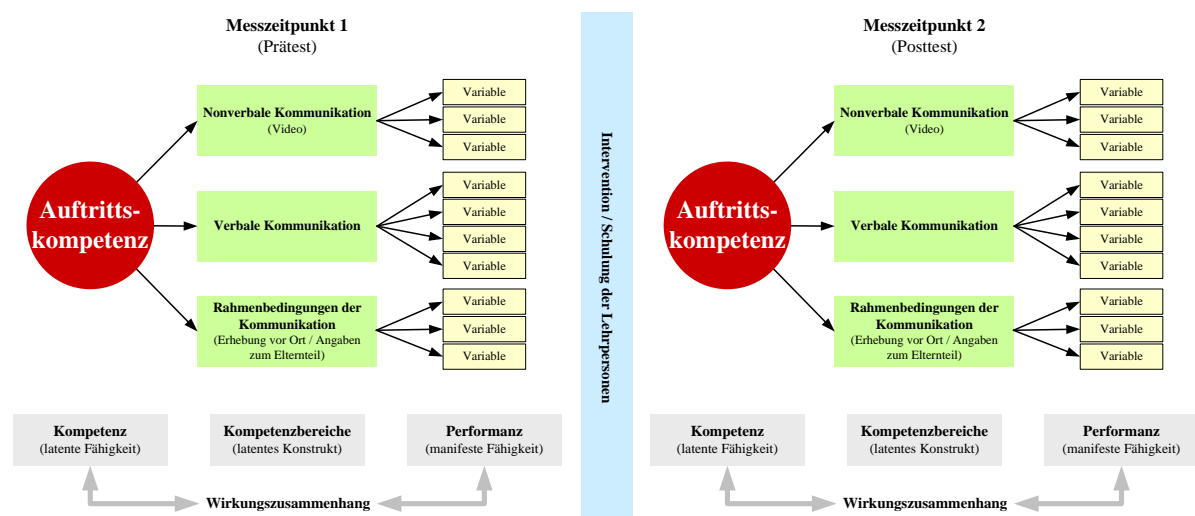 Messzeitpunkt 1
(Prätest)
Auftritts-
kompetenz
Nonverbale Kommunikation
(Video)
Variable
Variable
Variable
Verbale Kommunikation
Variable
Variable
Variable
Variable
Rahmenbedingungen der
Kommunikation
(Erhebung vor Ort / Angaben
zum Elternteil)
Variable
Variable
Variable
Kompetenz
(latente Fähigkeit)
Kompetenzbereiche
(latentes Konstrukt)
Performanz
(manifeste Fähigkeit)
Wirkungszusammenhang
Intervention / Schulung der Lehrpersonen
Messzeitpunkt 2
(Posttest)
Auftritts-
kompetenz
Nonverbale Kommunikation
(Video)
Variable
Variable
Variable
Verbale Kommunikation
Variable
Variable
Variable
Variable
Rahmenbedingungen der
Kommunikation
(Erhebung vor Ort / Angaben
zum Elternteil)
Variable
Variable
Variable
Kompetenz
(latente Fähigkeit)
Kompetenzbereiche
(latentes Konstrukt)
Performanz
(manifeste Fähigkeit)
Wirkungszusammenhang